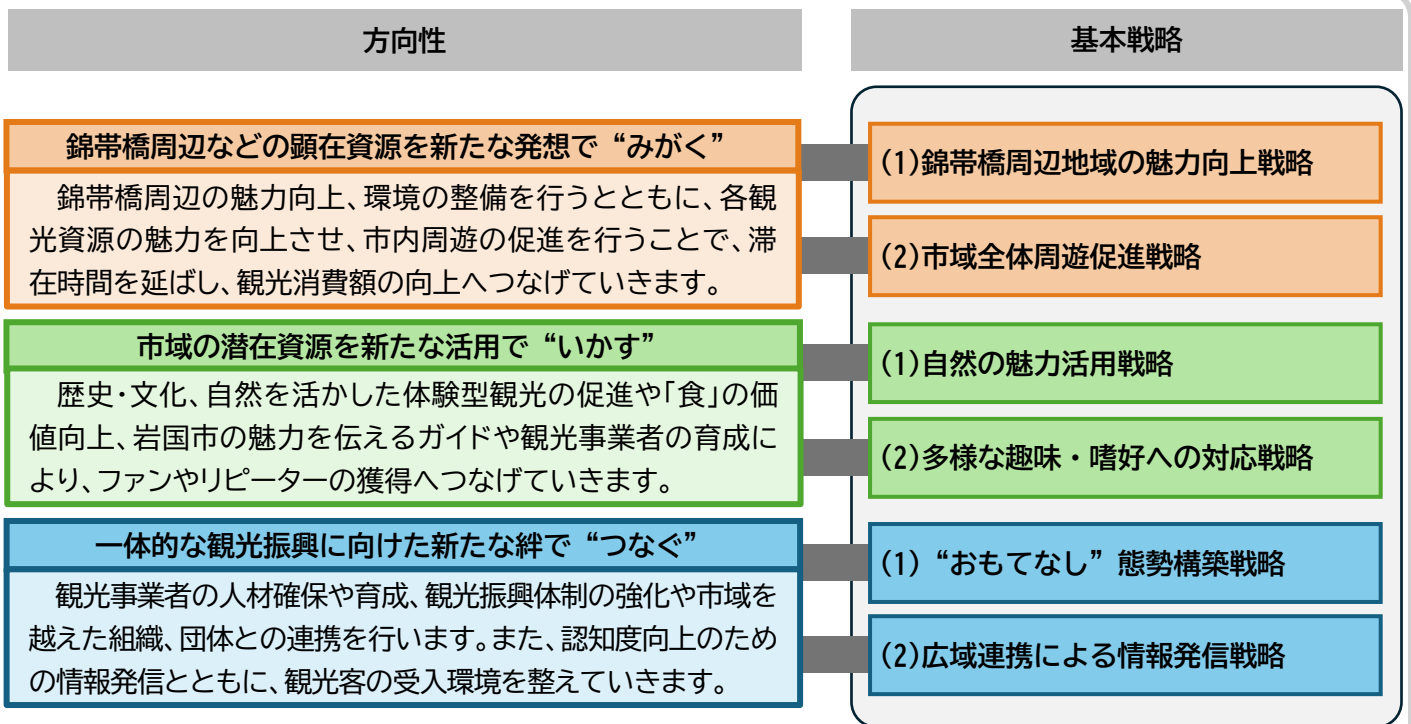 方向性
基本戦略
錦帯橋周辺などの顕在資源を新たな発想で“みがく”
錦帯橋周辺の魅力向上、環境の整備を行うとともに、各観
光資源の魅力を向上させ、市内周遊の促進を行うことで、滞
在時間を延ばし、観光消費額の向上へつなげていきます。
(1)錦帯橋周辺地域の魅力向上戦略
(2)市域全体周遊促進戦略
市域の潜在資源を新たな活用で“いかす”
歴史・文化、自然を活かした体験型観光の促進や「食」の価
値向上、岩国市の魅力を伝えるガイドや観光事業者の育成に
より、ファンやリピーターの獲得へつなげていきます。
(1)自然の魅力活用戦略
(2)多様な趣味・嗜好への対応戦略
一体的な観光振興に向けた新たな絆で“つなぐ”
観光事業者の人材確保や育成、観光振興体制の強化や市域を
越えた組織、団体との連携を行います。また、認知度向上のため
の情報発信とともに、観光客の受入環境を整えていきます。
(1)“おもてなし”態勢構築戦略
(2)広域連携による情報発信戦略